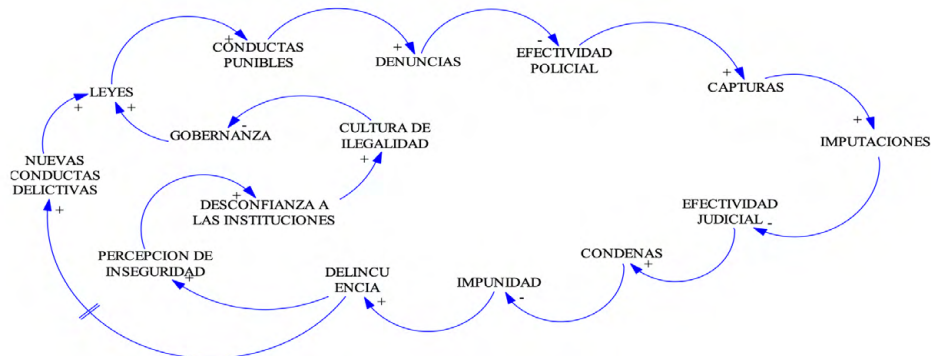 CONDUCTAS
PUNIBLES
+
DENUNCIAS
+
EFECTIVIDAD
POLICIAL
-
CAPTURAS
+
IMPUTACIONES
+
LEYES
+
+
GOBERNANZA
-
CULTURA DE
ILEGALIDAD
+
NUEVAS
CONDUCTAS
DELICTIVAS
+
DESCONFIANZA A
LAS INSTITUCIONES
+
EFECTIVIDAD
JUDICIAL
-
PERCEPCION DE
INSEGURIDAD
+
DELINCU
ENCIA
+
IMPUNIDAD
-
CONDENAS
+